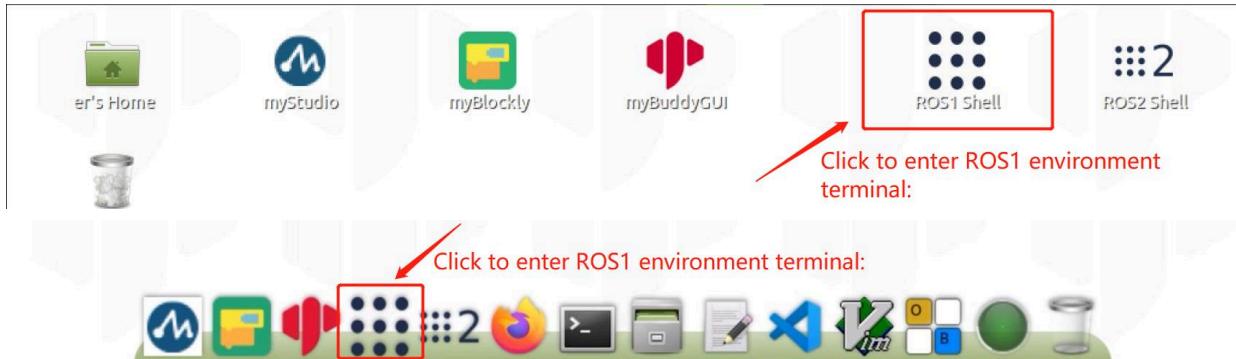 er's Home
myStudio
myBlockly
myBuddyGUI
ROS1 Shell
2
ROS2 Shell
Click to enter ROS1 environment
terminal:
Click to enter ROS1 environment terminal:
2
>_
Vim
O
B